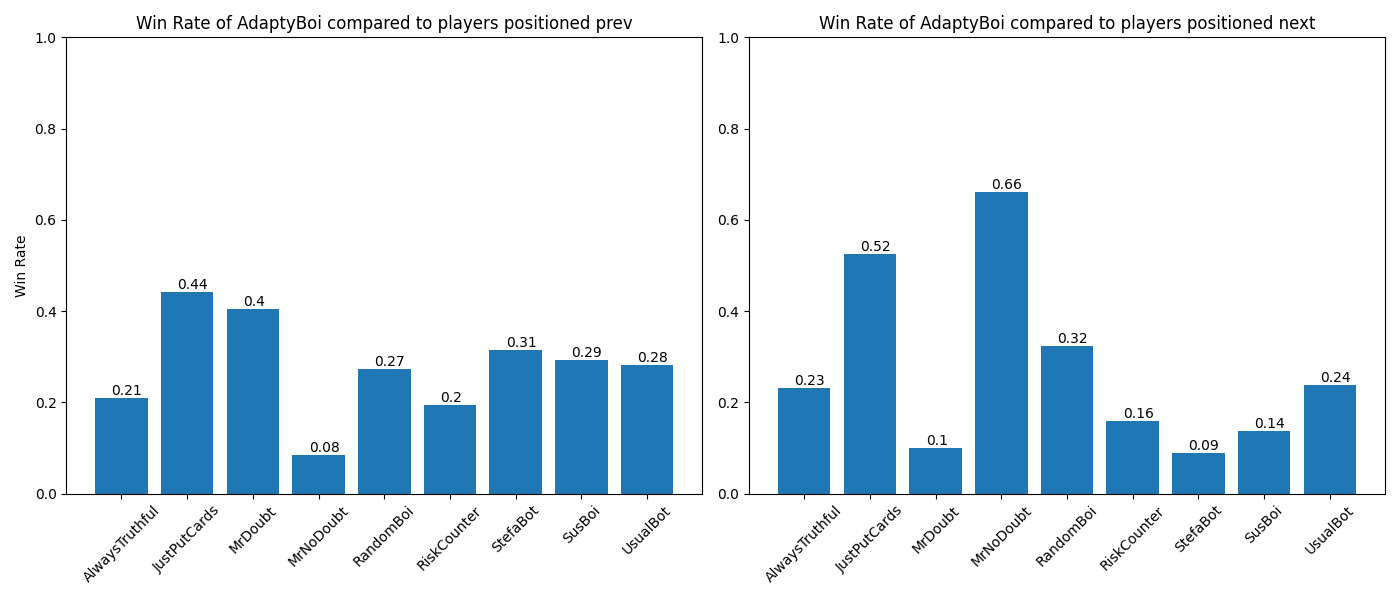 Win Rate of AdaptyBoi compared to players positioned prev
1.0
0.8
0.6
0.4
0.2
0.0
Win Rate
0.21
0.44
0.4
0.08
0.27
0.2
0.31
0.29
0.28
AlwaysTruthful
JustPutCards
MrDoubt
MrNoDoubt
RandomBoi
RiskCounter
StefaBot
SusBoi
UsualBot
Win Rate of AdaptyBoi compared to players positioned next
1.0
0.8
0.6
0.4
0.2
0.0
0.23
0.52
0.1
0.66
0.32
0.16
0.09
0.14
0.24
AlwaysTruthful
JustPutCards
MrDoubt
MrNoDoubt
RandomBoi
RiskCounter
StefaBot
SusBoi
UsualBot